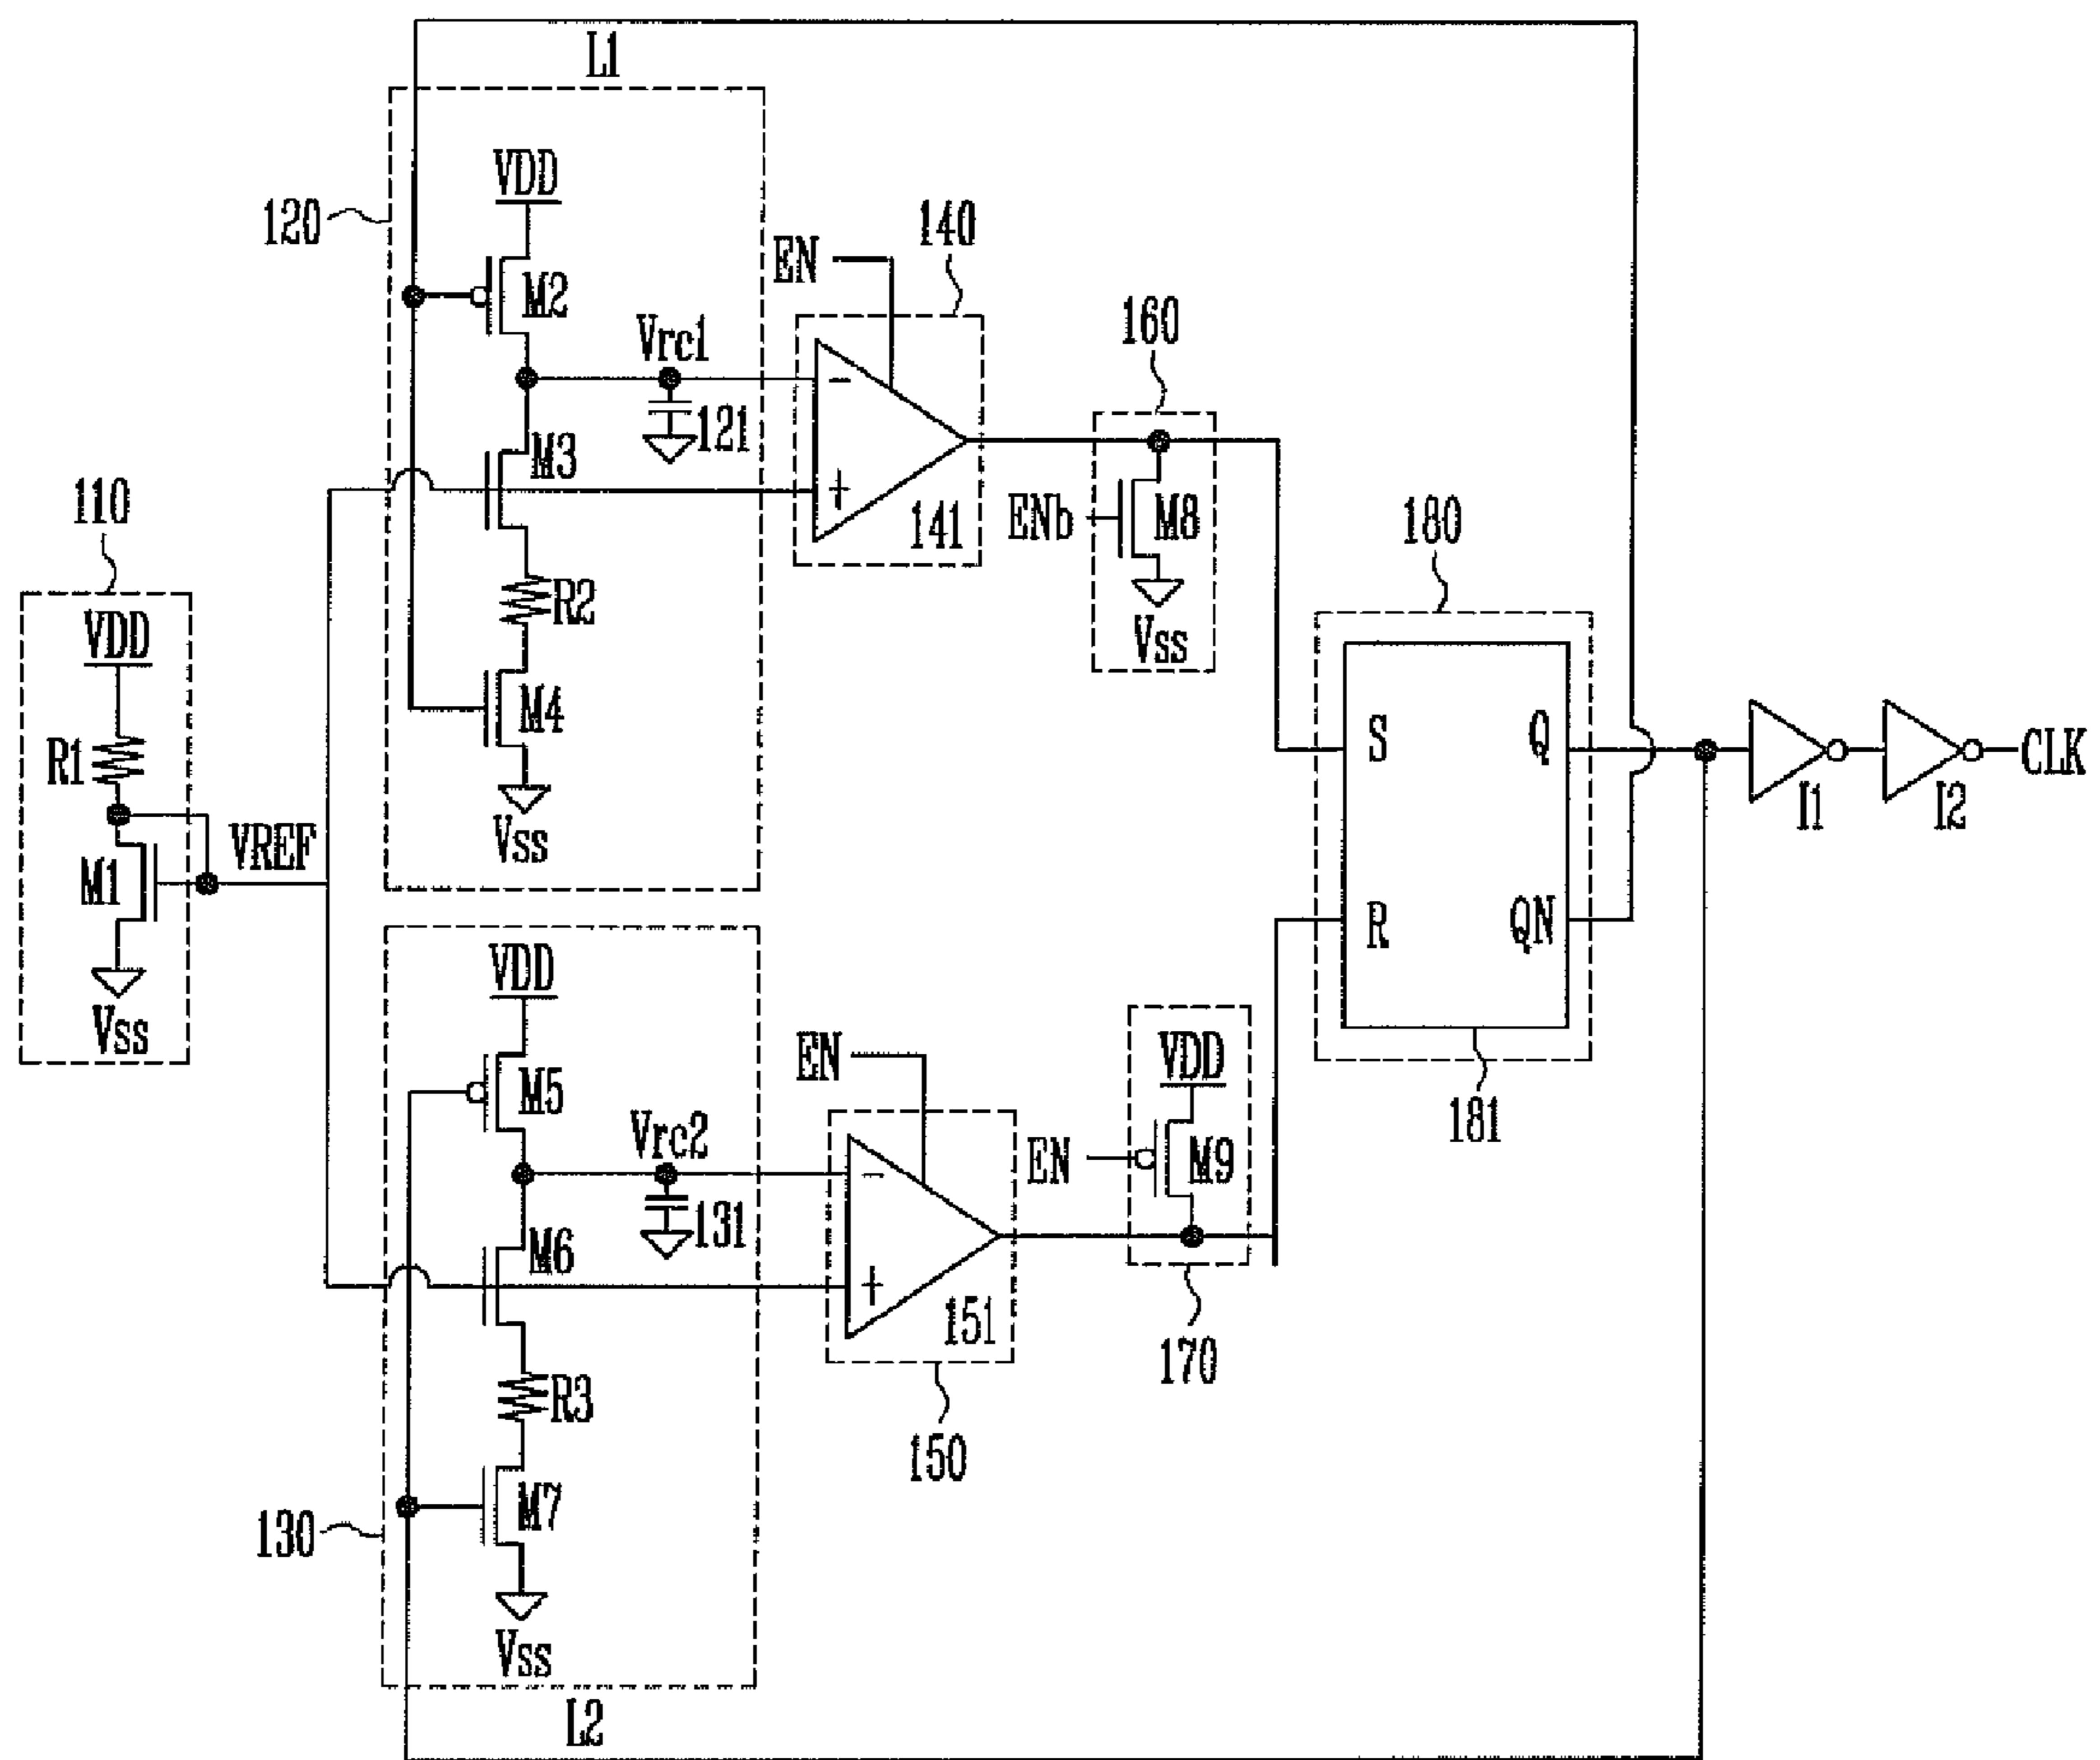 L1
VDD
120
M2
EN
140
Vrc1
160
121
M3
−
+
141
ENb
M8
Vss
R2
M4
Vss
110
VDD
R1
M1
VREF
Vss
180
S
Q
R
QN
181
I1
I2
CLK
VDD
M5
EN
Vrc2
131
M6
−
+
151
150
VDD
EN
M9
170
R3
M7
130
Vss
L2